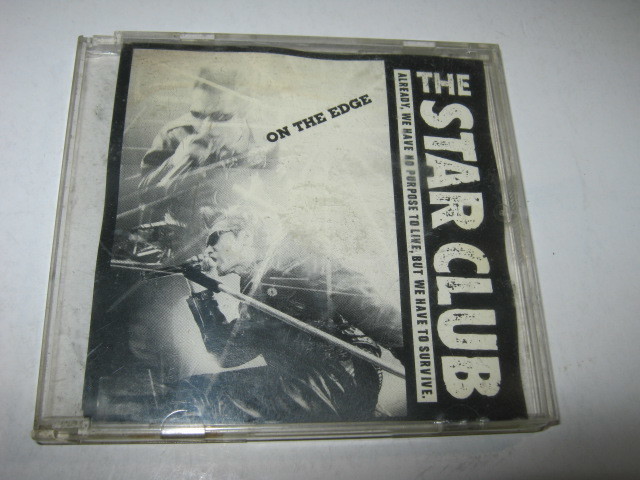 ON THE EDGE
THE STAR CLUB
ALREADY, WE HAVE NO PURPOSE TO LIVE, BUT WE HAVE TO SURVIVE.